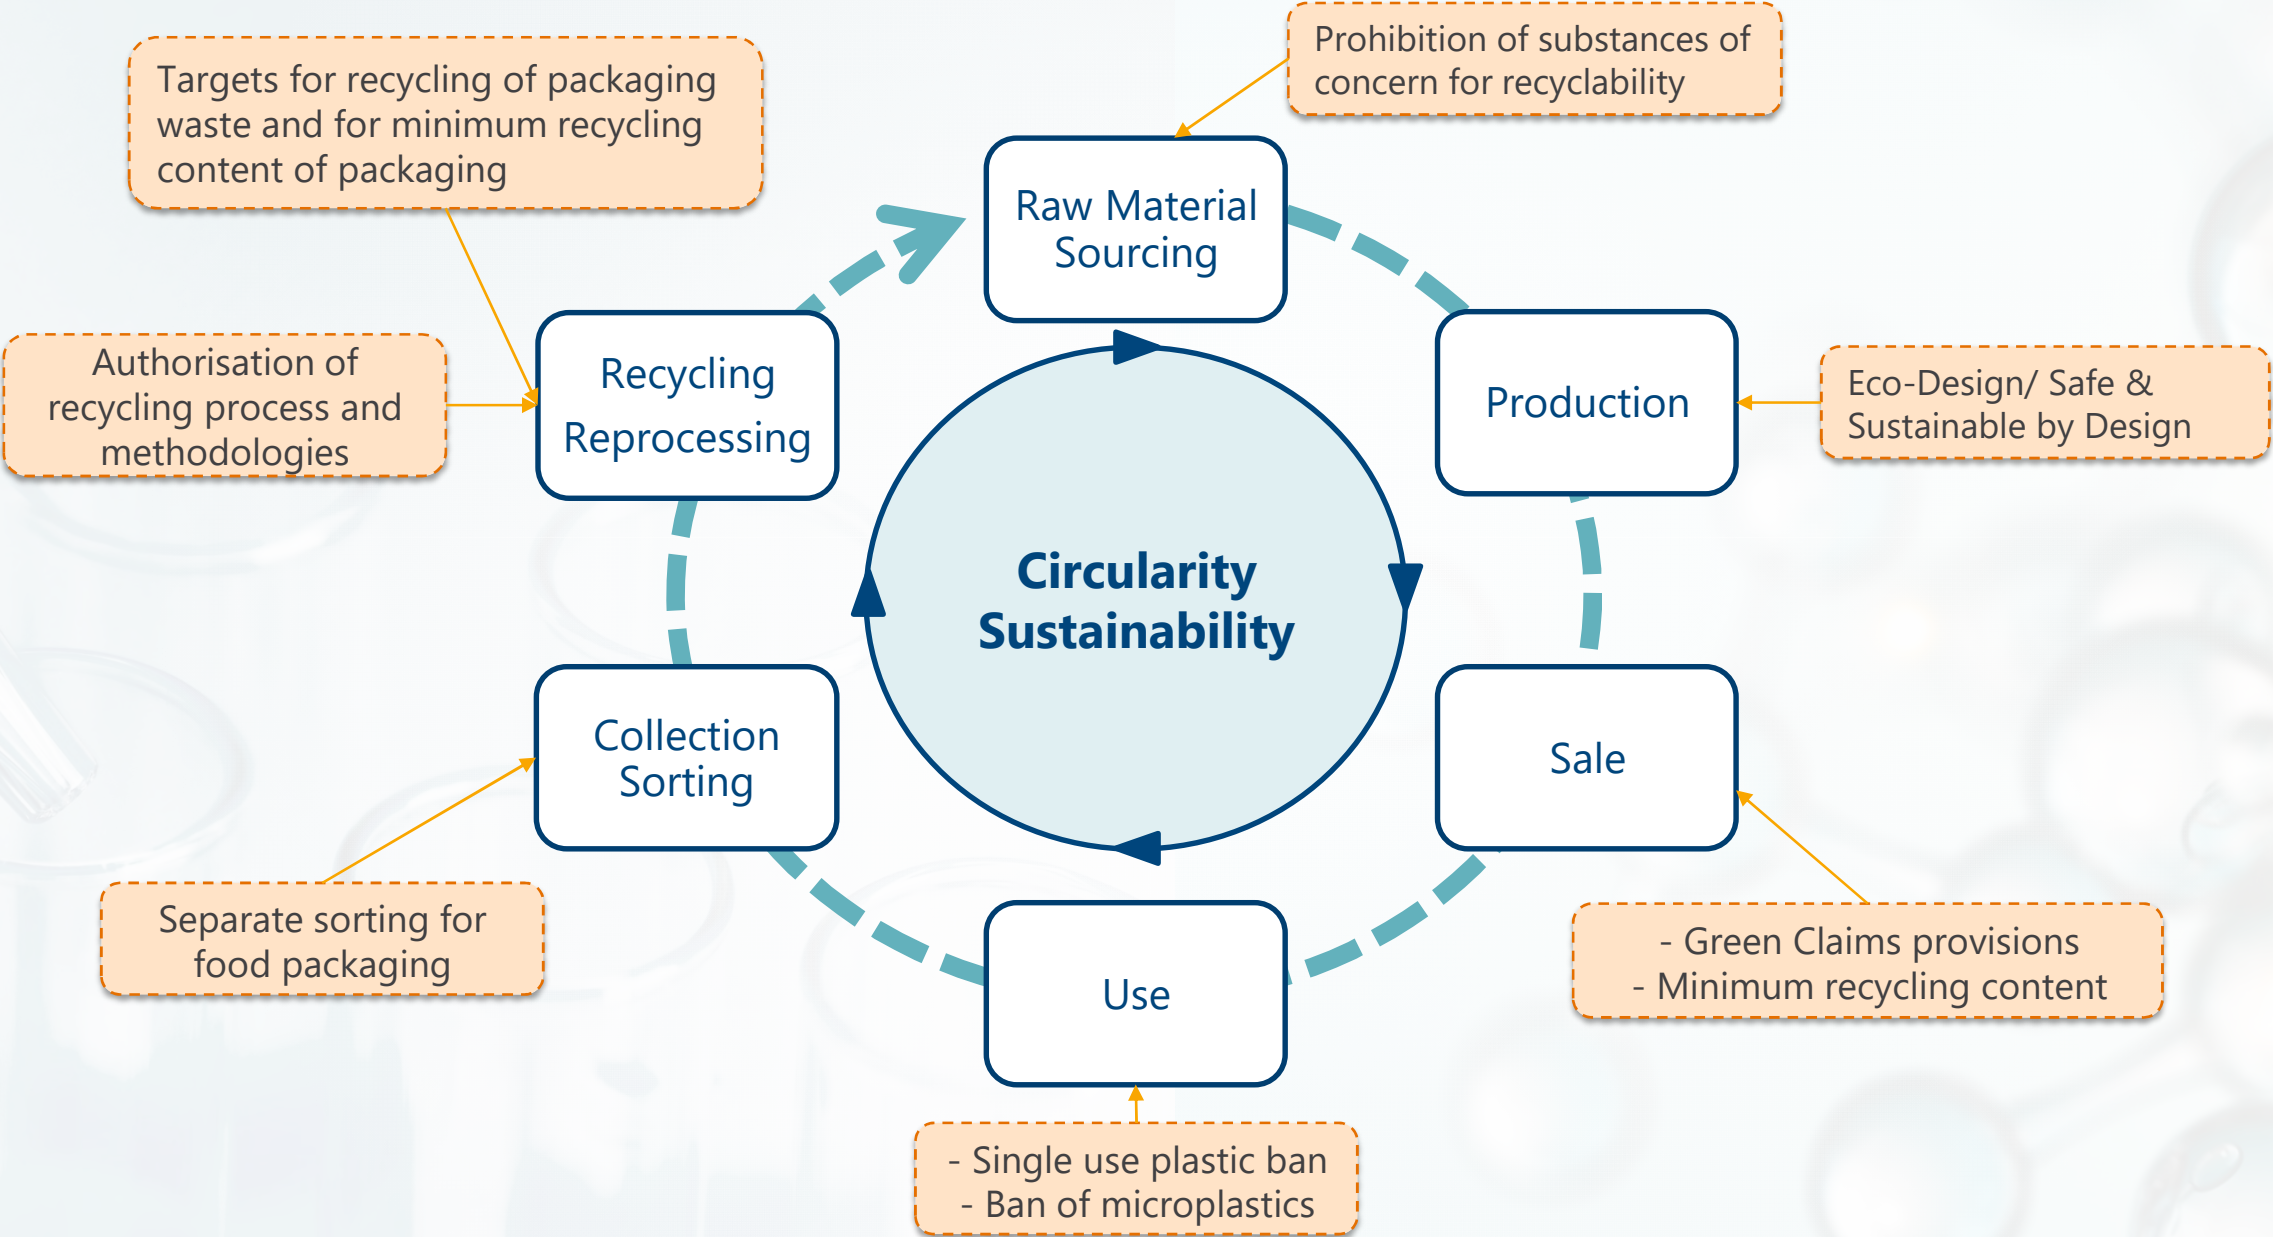 Prohibition of substances of
concern for recyclability
Targets for recycling of packaging
waste and for minimum recycling
content of packaging
Raw Material
Sourcing
Authorisation of
recycling process and
methodologies
Recycling
Reprocessing
Production
Eco-Design/ Safe &
Sustainable by Design
Circularity
Sustainability
Collection
Sorting
Sale
Separate sorting for
food packaging
- Green Claims provisions
- Minimum recycling content
Use
- Single use plastic ban
- Ban of microplastics